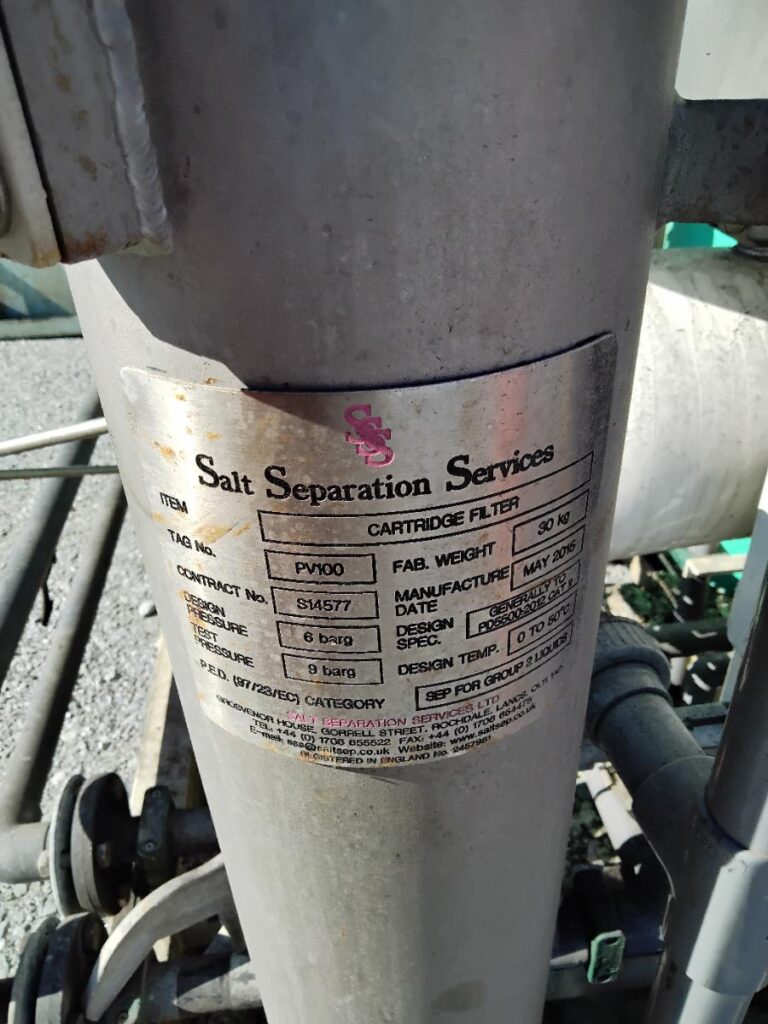 SSS
Salt Separation Services
ITEM CARTRIDGE FILTER
TAG No. PV100 FAB. WEIGHT 30 kg
CONTRACT No. S14577 MANUFACTURE DATE MAY 2015
DESIGN PRESSURE 6 barg DESIGN SPEC. GENERALLY TO PD5500:2012 CAT
TEST PRESSURE 9 barg DESIGN TEMP. 0 TO 50°C
P.E.D. (97/23/EC) CATEGORY SEP FOR GROUP 2 LIQUIDS
SALT SEPARATION SERVICES LTD
GROSVENOR HOUSE, GORRELL STREET, ROCHDALE, LANCS,
TEL: +44 (0) 1706 655522 FAX: +44 (0) 1706 654475
E-mail: sss@saltsep.co.uk Website: www.saltsep.co.uk
REGISTERED IN ENGLAND No.